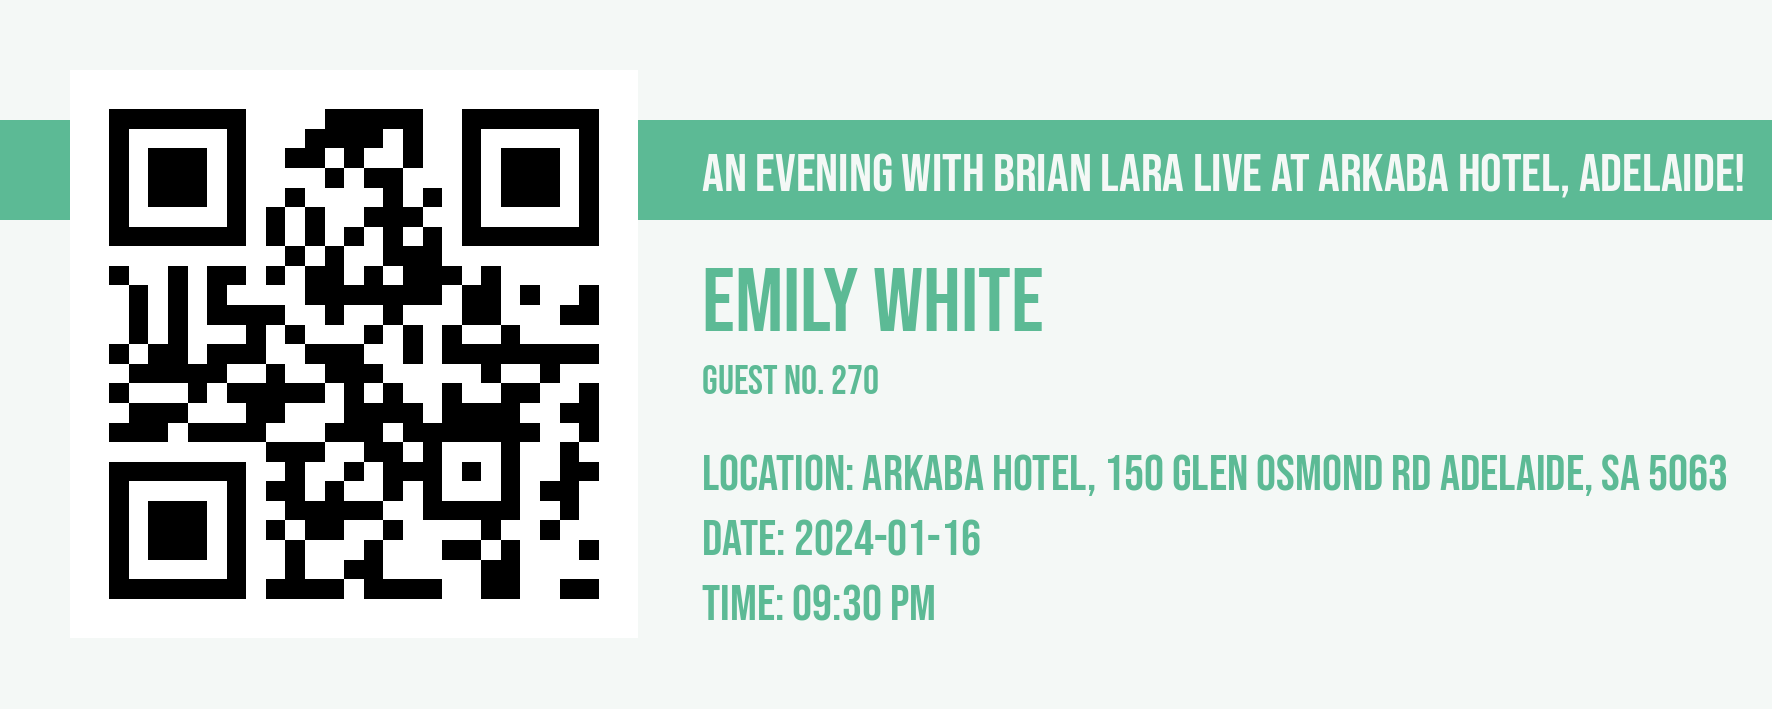 AN EVENING WITH BRIAN LARA LIVE AT ARKABA HOTEL, ADELAIDE!
EMILY WHITE
GUEST NO. 270
LOCATION: ARKABA HOTEL, 150 GLEN OSMOND RD ADELAIDE, SA 5063
DATE: 2024-01-16
TIME: 09:30 PM